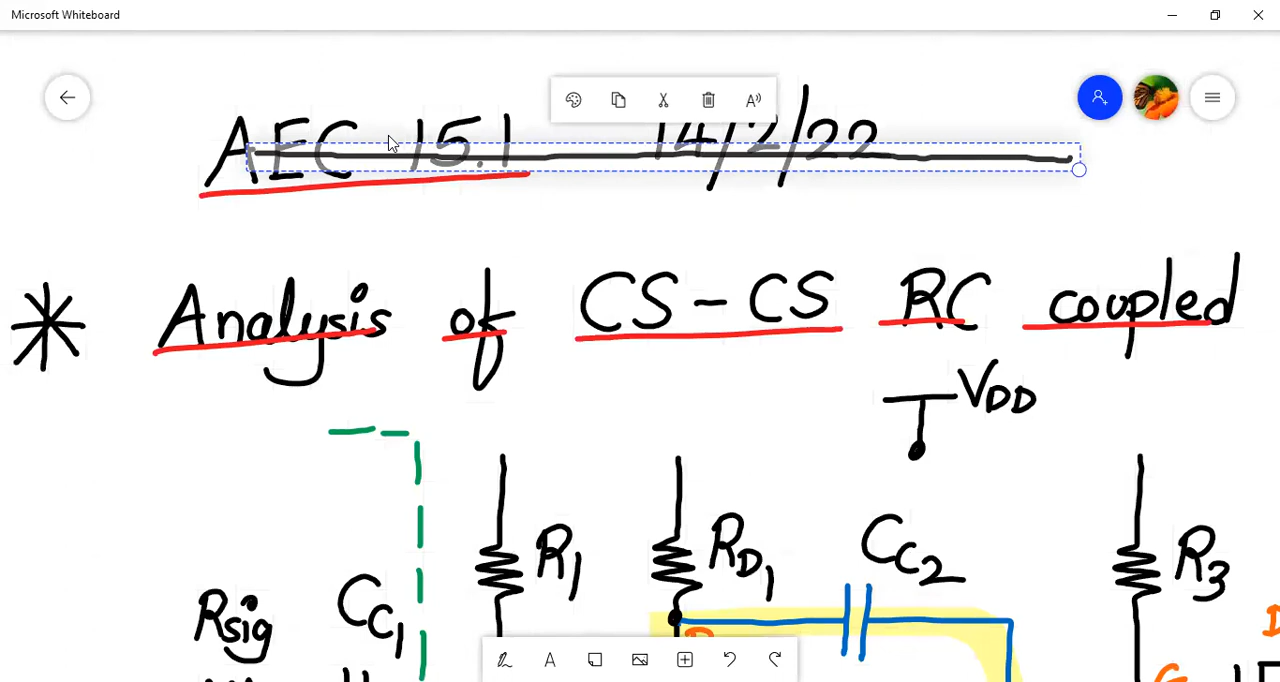 Microsoft Whiteboard
AEC 15.1 14/2/22
* Analysis of CS-CS RC coupled
VDD
R1 RD1 CC2 R3
Rsig CC1
D
D
G